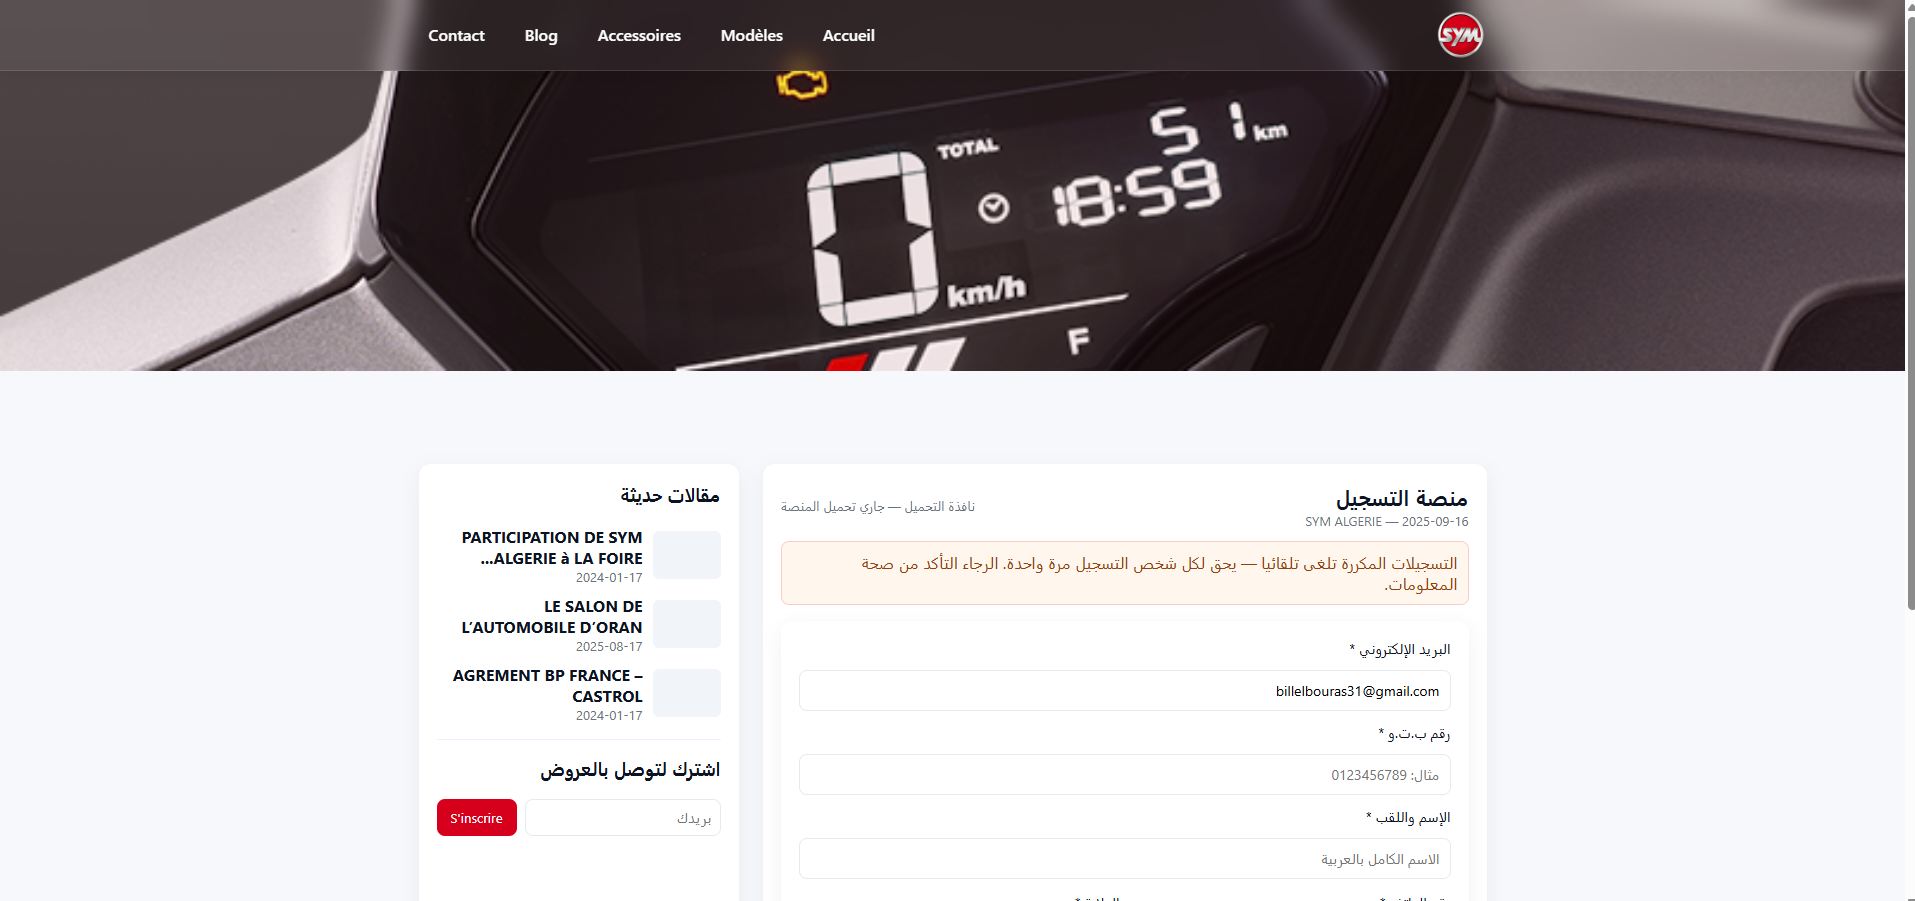 Contact
Blog
Accessoires
Modèles
Accueil
SYM
TOTAL
51 km
18:59
0 km/h
F
منصة التسجيل
SYM ALGERIE — 2025-09-16
نافذة التحميل — جاري تحميل المنصة
التسجيلات المكررة تلغى تلقائيا — يحق لكل شخص التسجيل مرة واحدة. الرجاء التأكد من صحة
المعلومات.
البريد الإلكتروني *
billelbouras31@gmail.com
رقم ب.ت.و *
مثال: 0123456789
الإسم واللقب *
الاسم الكامل بالعربية
مقالات حديثة
PARTICIPATION DE SYM
...ALGERIE à LA FOIRE
2024-01-17
LE SALON DE
L’AUTOMOBILE D’ORAN
2025-08-17
AGREMENT BP FRANCE –
CASTROL
2024-01-17
اشترك لتوصل بالعروض
بريدك
S'inscrire